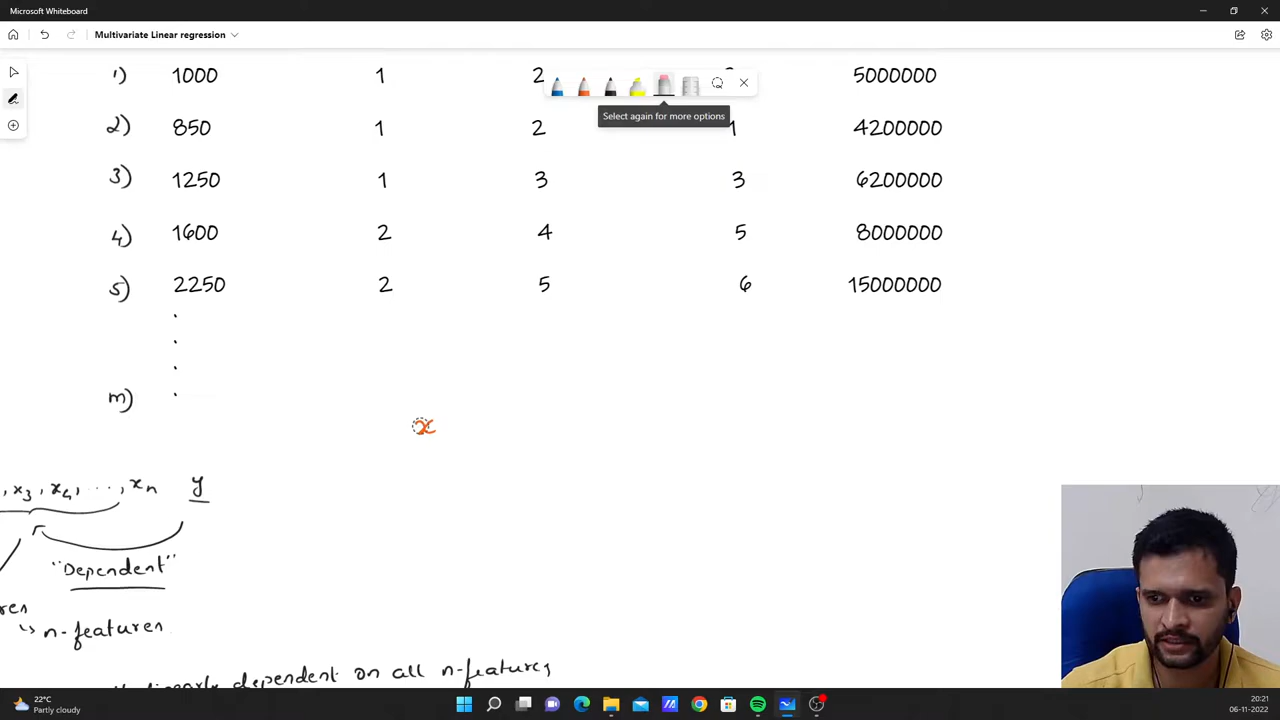 Microsoft Whiteboard
Multivariate Linear regression
1) 1000 1 2 5000000
Select again for more options
2) 850 1 2 1 4200000
3) 1250 1 3 3 6200000
4) 1600 2 4 5 8000000
5) 2250 2 5 6 15000000
m)
x
, x3, x4, ..., xn y
"Dependent"
n-features
linearly dependent on all n-features,
22°C
Partly cloudy
20:21
06-11-2022